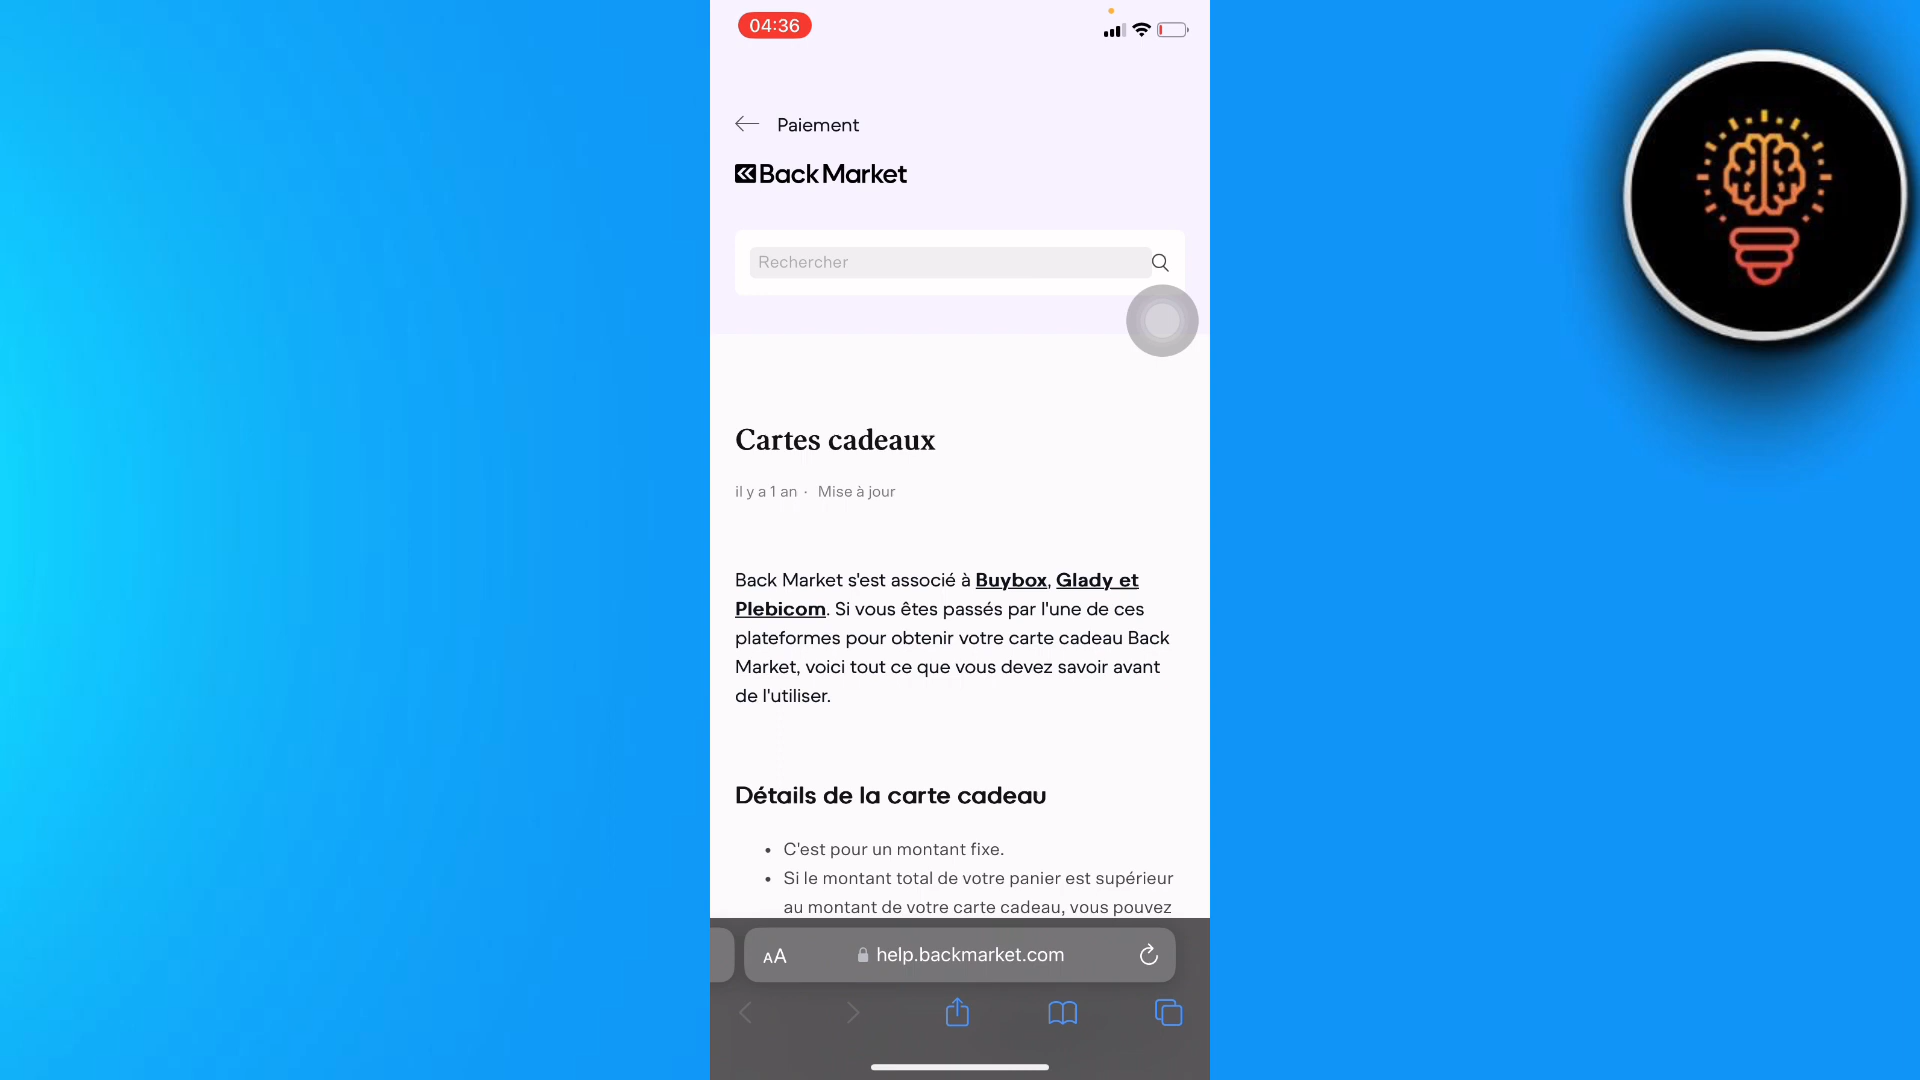 04:36
Paiement
Back Market
Rechercher
Cartes cadeaux
il y a 1 an · Mise à jour
Back Market s'est associé à Buybox, Glady et
Plebicom. Si vous êtes passés par l'une de ces
plateformes pour obtenir votre carte cadeau Back
Market, voici tout ce que vous devez savoir avant
de l'utiliser.
Détails de la carte cadeau
• C'est pour un montant fixe.
• Si le montant total de votre panier est supérieur
au montant de votre carte cadeau, vous pouvez
AA help.backmarket.com